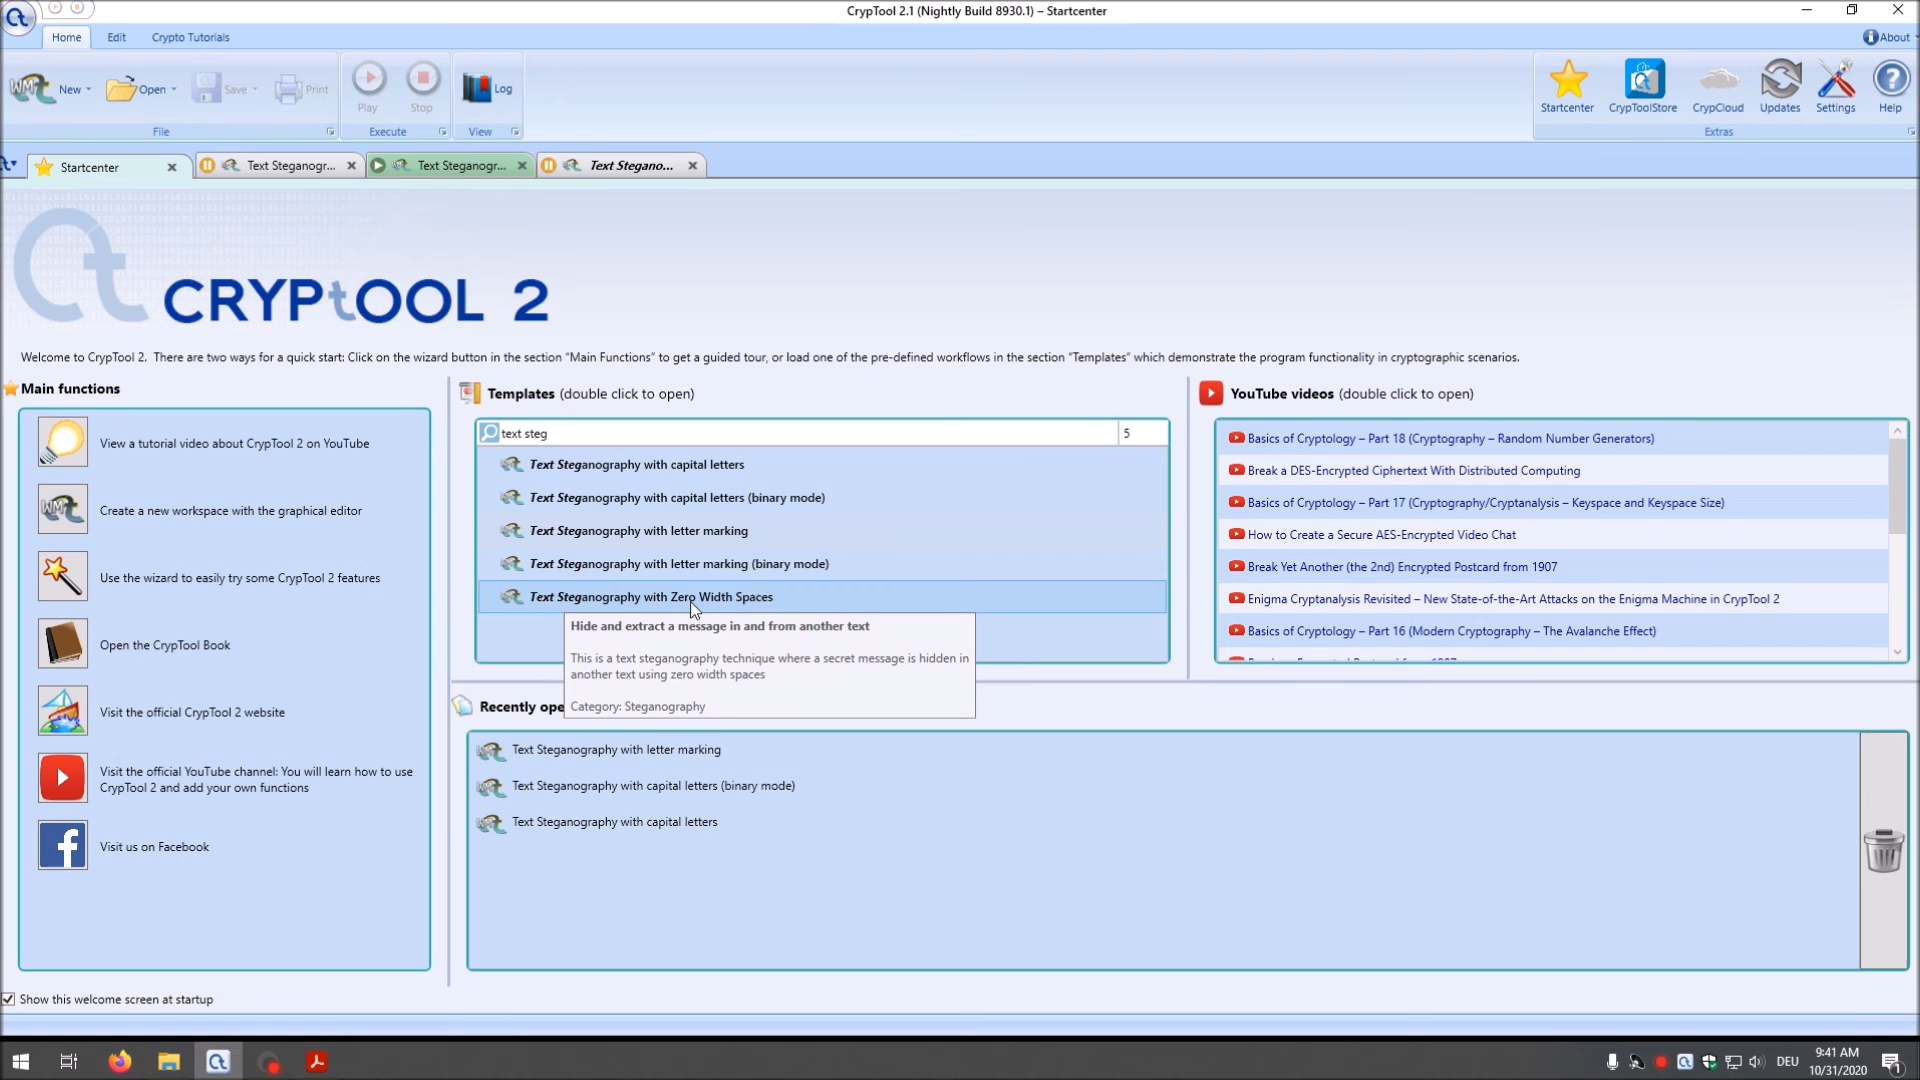 CrypTool 2.1 (Nightly Build 8930.1) – Startcenter
Home
Edit
Crypto Tutorials
About
New
Open
Save
Print
Play
Stop
Log
Startcenter
CrypToolStore
CrypCloud
Updates
Settings
Help
File
Execute
View
Extras
Startcenter
Text Steganogr...
Text Steganogr...
Text Stegano...
CRYPtOOL 2
Welcome to CrypTool 2.  There are two ways for a quick start: Click on the wizard button in the section "Main Functions" to get a guided tour, or load one of the pre-defined workflows in the section "Templates" which demonstrate the program functionality in cryptographic scenarios.
Main functions
View a tutorial video about CrypTool 2 on YouTube
Create a new workspace with the graphical editor
Use the wizard to easily try some CrypTool 2 features
Open the CrypTool Book
Visit the official CrypTool 2 website
Visit the official YouTube channel: You will learn how to use
CrypTool 2 and add your own functions
Visit us on Facebook
Templates (double click to open)
text steg
5
Text Steganography with capital letters
Text Steganography with capital letters (binary mode)
Text Steganography with letter marking
Text Steganography with letter marking (binary mode)
Text Steganography with Zero Width Spaces
Hide and extract a message in and from another text
This is a text steganography technique where a secret message is hidden in
another text using zero width spaces
Category: Steganography
YouTube videos (double click to open)
Basics of Cryptology – Part 18 (Cryptography – Random Number Generators)
Break a DES-Encrypted Ciphertext With Distributed Computing
Basics of Cryptology – Part 17 (Cryptography/Cryptanalysis – Keyspace and Keyspace Size)
How to Create a Secure AES-Encrypted Video Chat
Break Yet Another (the 2nd) Encrypted Postcard from 1907
Enigma Cryptanalysis Revisited – New State-of-the-Art Attacks on the Enigma Machine in CrypTool 2
Basics of Cryptology – Part 16 (Modern Cryptography – The Avalanche Effect)
Recently ope
Text Steganography with letter marking
Text Steganography with capital letters (binary mode)
Text Steganography with capital letters
Show this welcome screen at startup
DEU
9:41 AM
10/31/2020
1